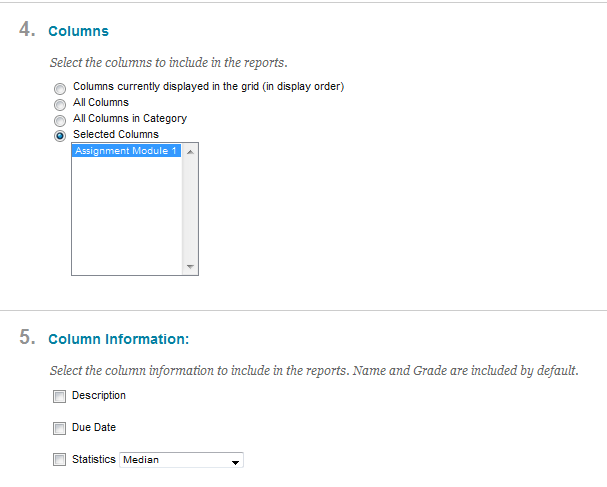 4. Columns
Select the columns to include in the reports.
Columns currently displayed in the grid (in display order)
All Columns
All Columns in Category
Selected Columns
Assignment Module 1
5. Column Information:
Select the column information to include in the reports. Name and Grade are included by default.
Description
Due Date
Statistics Median